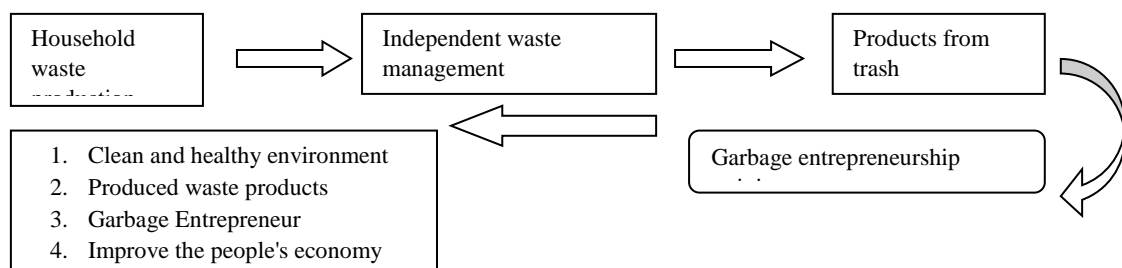 Household
waste
production
Independent waste
management
Products from
trash
Garbage entrepreneurship
1. Clean and healthy environment
2. Produced waste products
3. Garbage Entrepreneur
4. Improve the people's economy